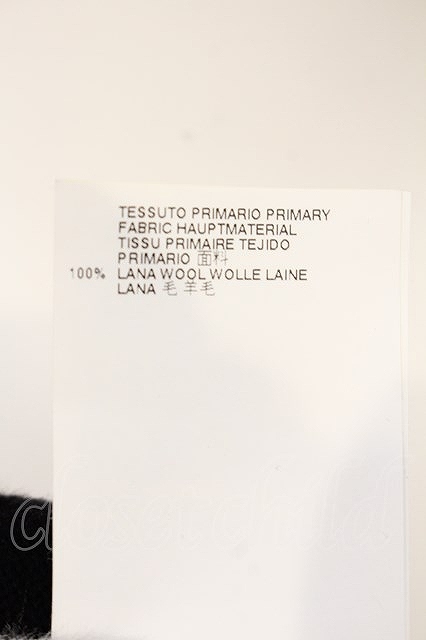 TESSUTO PRIMARIO PRIMARY
FABRIC HAUPTMATERIAL
TISSU PRIMAIRE TEJIDO
PRIMARIO 面料
100% LANA WOOL WOLLE LAINE
LANA 毛 羊毛
closetchild